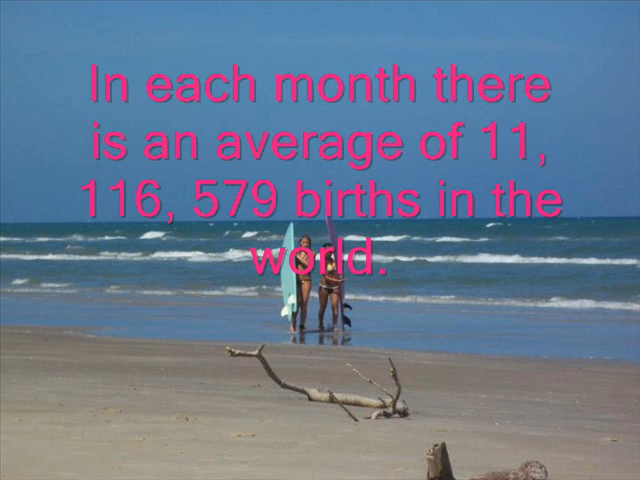 In each month there
is an average of 11,
116, 579 births in the
world.